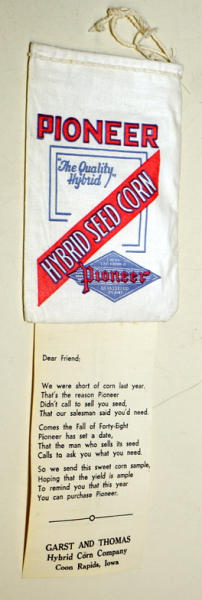 PIONEER
"The Quality
Hybrid"
HYBRID SEED CORN
Pioneer
Dear Friend;
We were short of corn last year.
That's the reason Pioneer
Didn't call to sell you seed,
That our salesman said you'd need.
Comes the Fall of Forty-Eight
Pioneer has set a date,
That the man who sells its seed
Calls to ask you what you need.
So we send this sweet corn sample,
Hoping that the yield is ample
To remind you that this year
You can purchase Pioneer.
GARST AND THOMAS
Hybrid Corn Company
Coon Rapids, Iowa